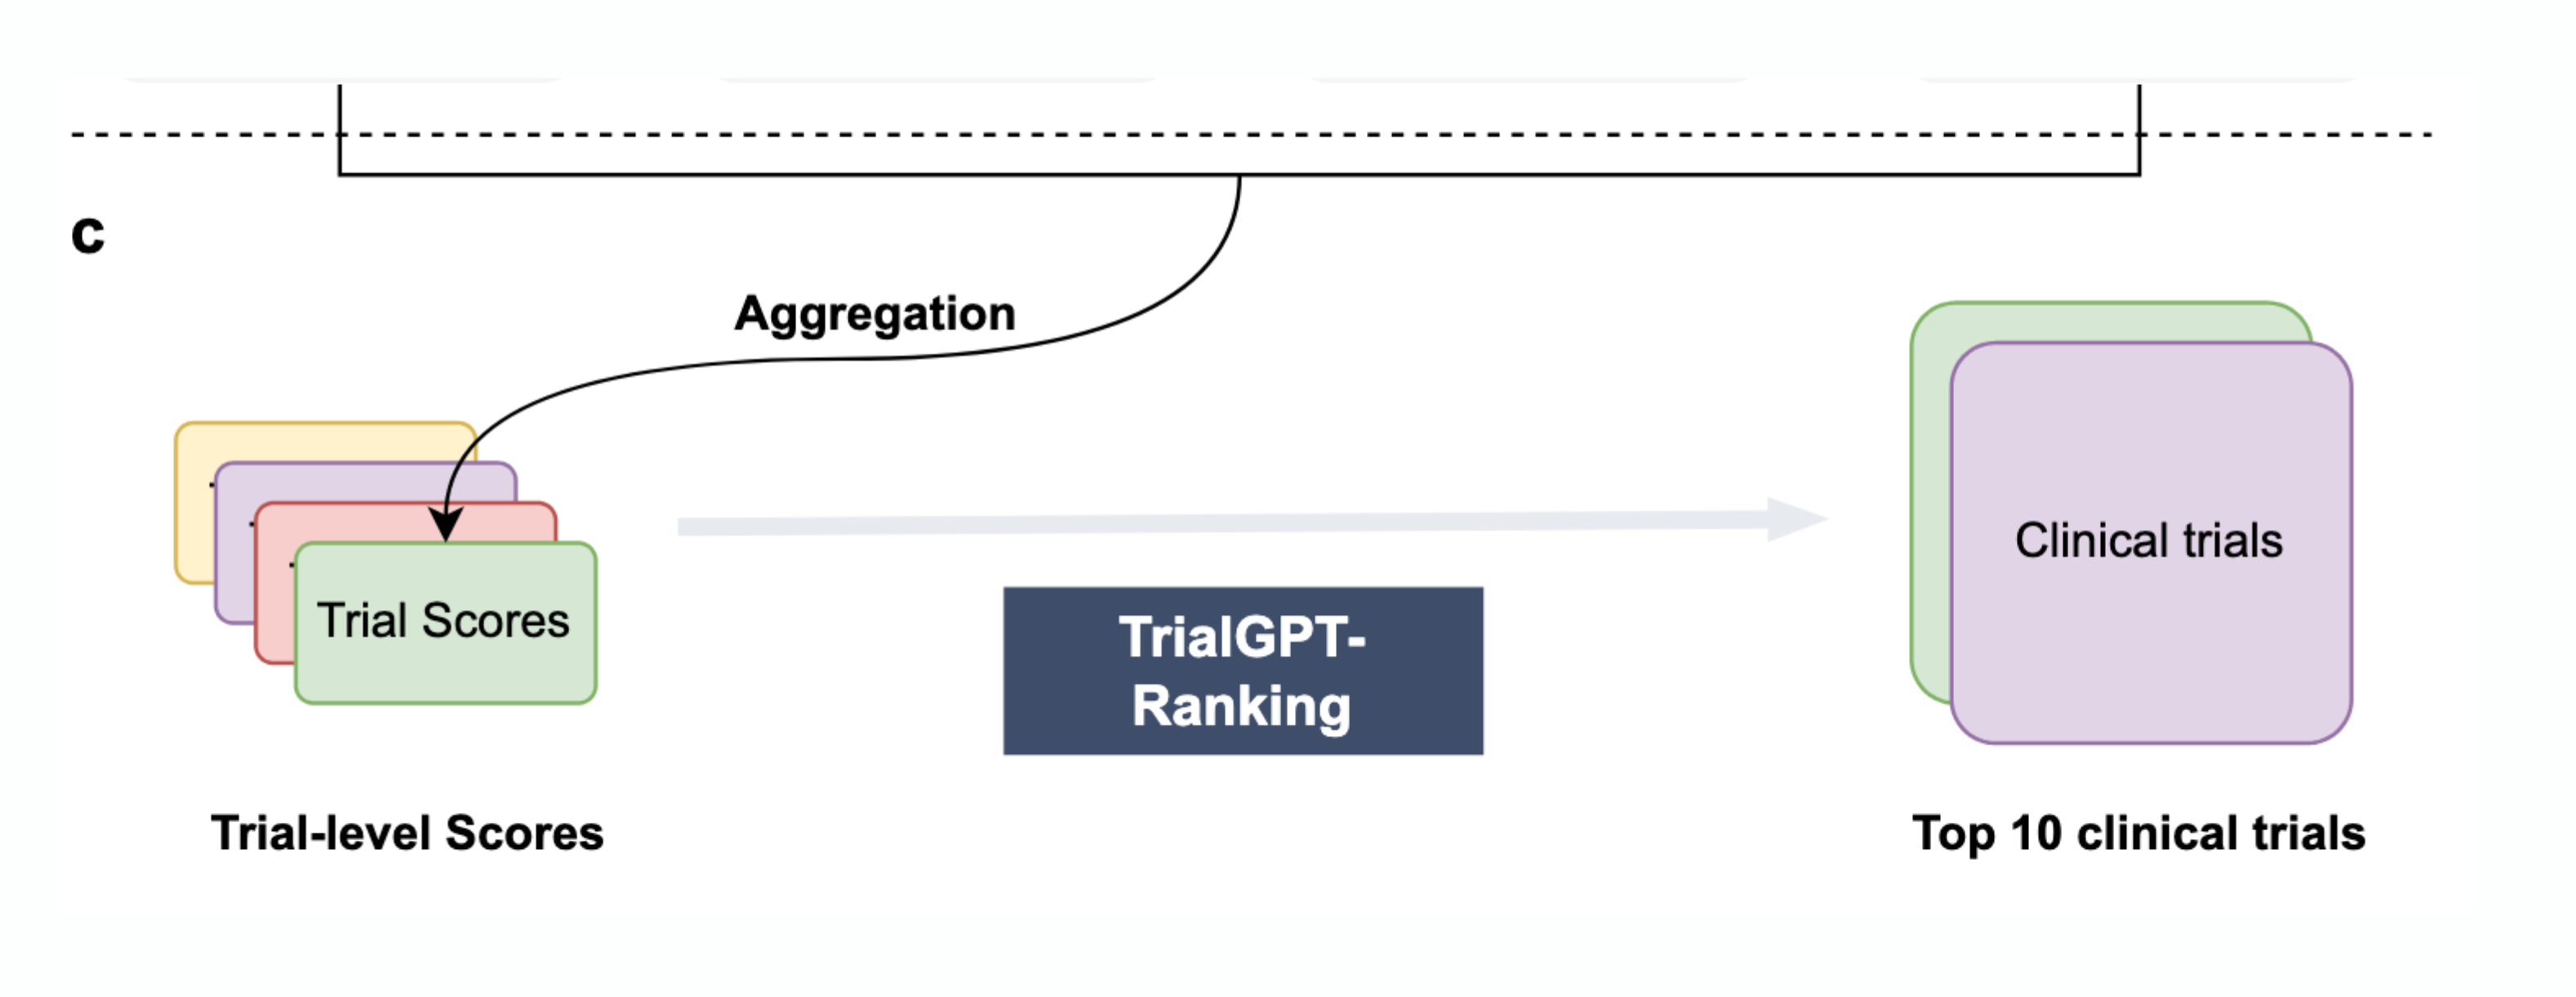 c
Aggregation
Trial Scores
Clinical trials
TrialGPT-
Ranking
Trial-level Scores
Top 10 clinical trials